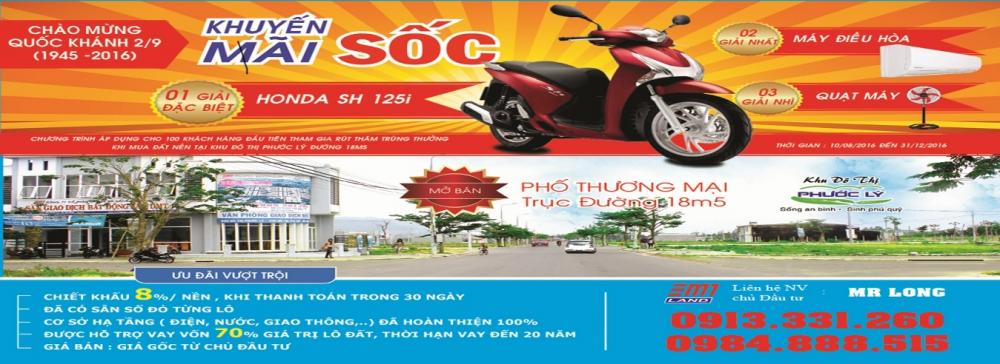 CHÀO MỪNG
QUỐC KHÁNH 2/9
(1945 -2016)
KHUYẾN
MÃI SỐC
01 GIẢI
ĐẶC BIỆT
HONDA SH 125i
02
GIẢI NHẤT
MÁY ĐIỀU HÒA
03
GIẢI NHÌ
QUẠT MÁY
CHƯƠNG TRÌNH ÁP DỤNG CHO 100 KHÁCH HÀNG ĐẦU TIÊN THAM GIA RÚT THĂM TRÚNG THƯỞNG
KHI MUA ĐẤT NỀN TẠI KHU ĐÔ THỊ PHƯỚC LÝ ĐƯỜNG 18M5
THỜI GIAN : 10/08/2016 ĐẾN 31/12/2016
SÀN GIAO DỊCH BẤT ĐỘNG SẢN
VĂN PHÒNG GIAO DỊCH
MỞ BÁN
PHỐ THƯƠNG MẠI
Trục Đường 18m5
Khu Đô Thị
PHƯỚC LÝ
Sống an bình - Sinh phú quý
ƯU ĐÃI VƯỢT TRỘI
- CHIẾT KHẤU 8%/ NỀN , KHI THANH TOÁN TRONG 30 NGÀY
- ĐÃ CÓ SẲN SỔ ĐỎ TỪNG LÔ
- CƠ SỞ HẠ TẦNG ( ĐIỆN, NƯỚC, GIAO THÔNG,..) ĐÃ HOÀN THIỆN 100%
- ĐƯỢC HỖ TRỢ VAY VỐN 70% GIÁ TRỊ LÔ ĐẤT, THỜI HẠN VAY ĐẾN 20 NĂM
- GIÁ BÁN : GIÁ GỐC TỪ CHỦ ĐẦU TƯ
EMT
LAND
Liên hệ NV
chủ Đầu tư :
MR LONG
0913.331.260
0984.888.515